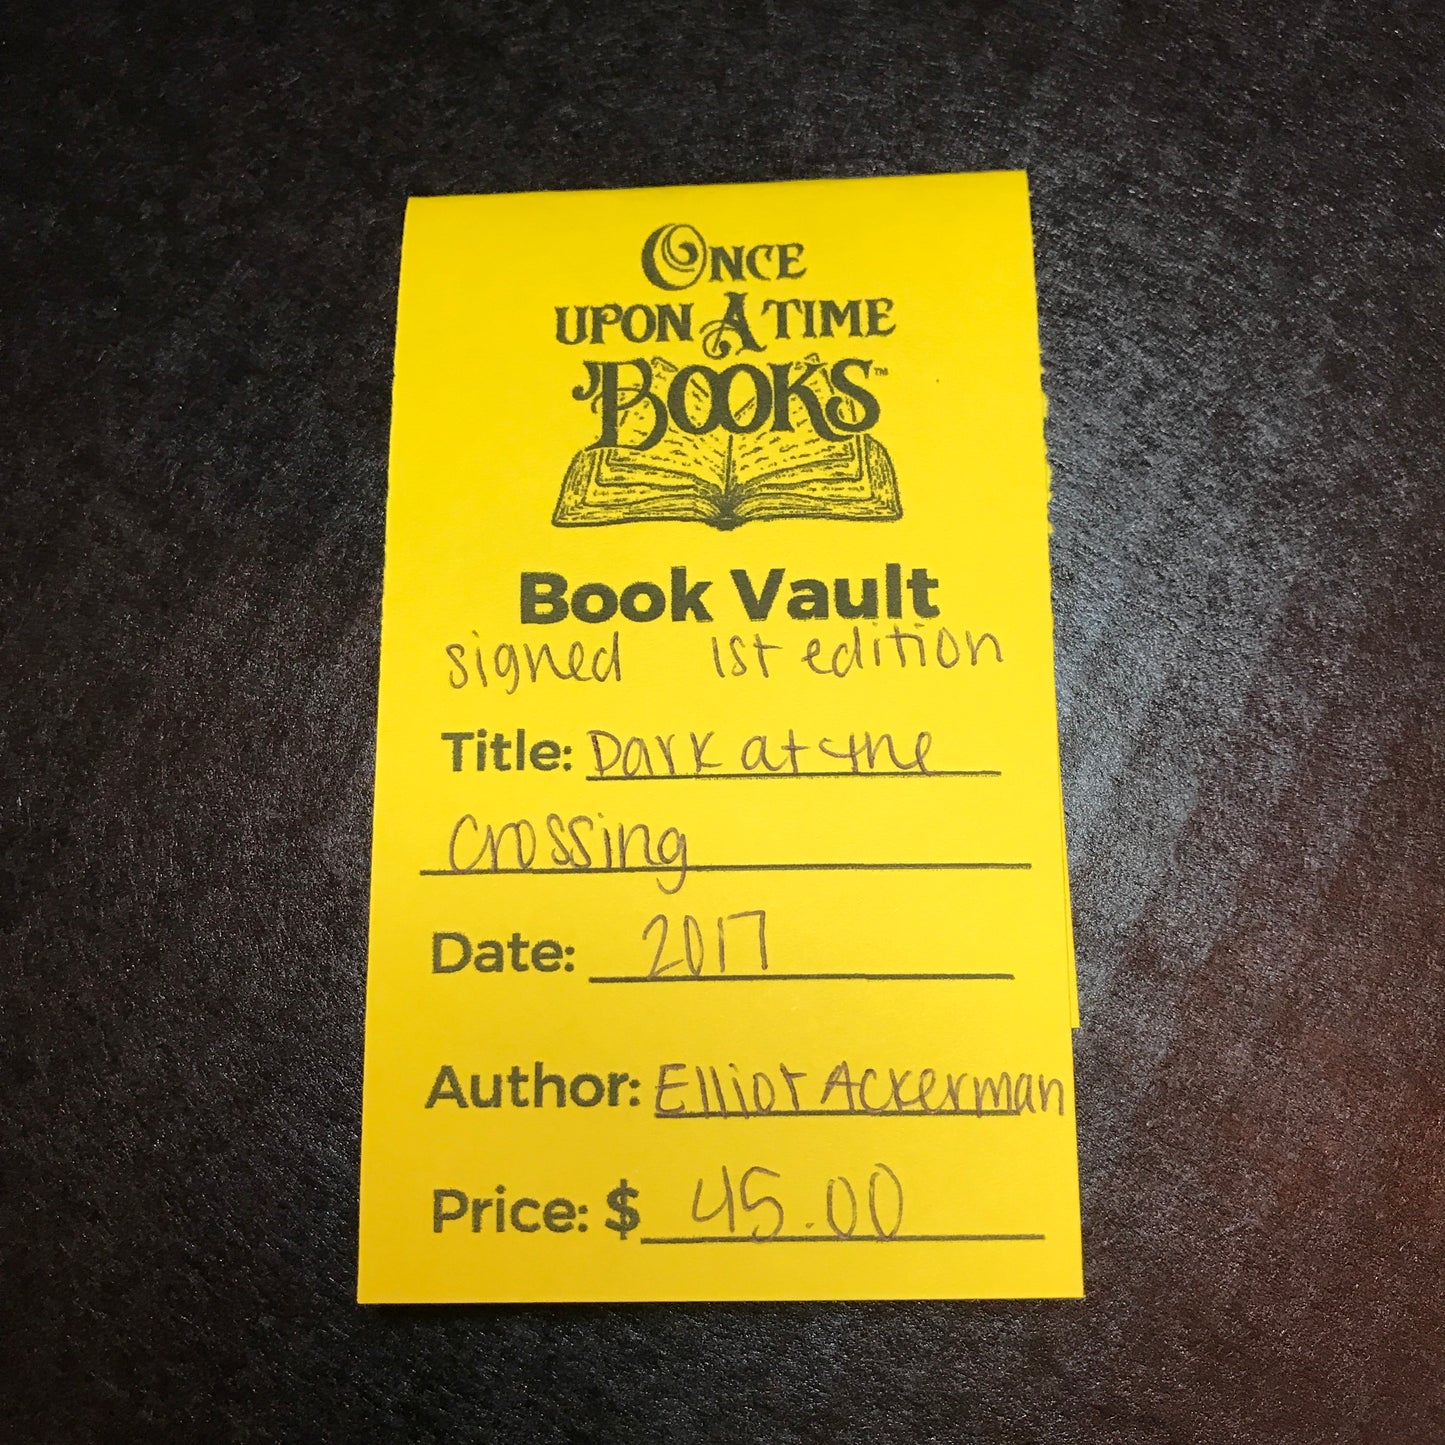 ONCE
UPON A TIME
BOOKS™
Book Vault
signed 1st edition
Title: Dark at the
Crossing
Date: 2017
Author: Elliot Ackerman
Price: $ 45.00